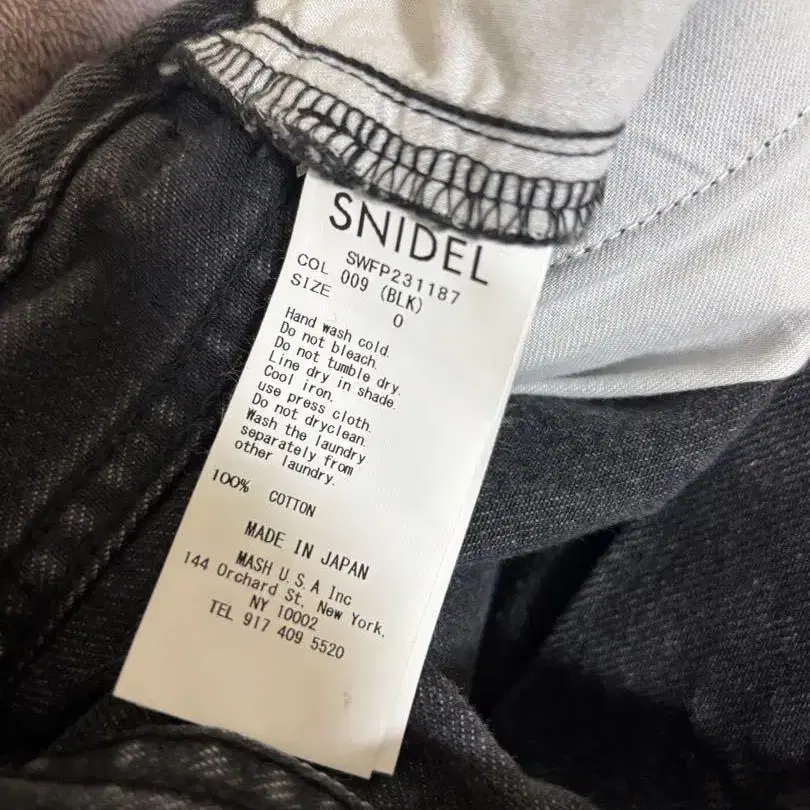 SNIDEL
SWFP231187
COL 009 (BLK)
SIZE 0
Hand wash cold.
Do not bleach.
Do not tumble dry.
Line dry in shade.
Cool iron.
use press cloth.
Do not dryclean.
Wash the laundry
separately from
other laundry.
100% COTTON
MADE IN JAPAN
MASH U.S.A Inc
144 Orchard St, New York,
NY 10002
TEL 917 409 5520